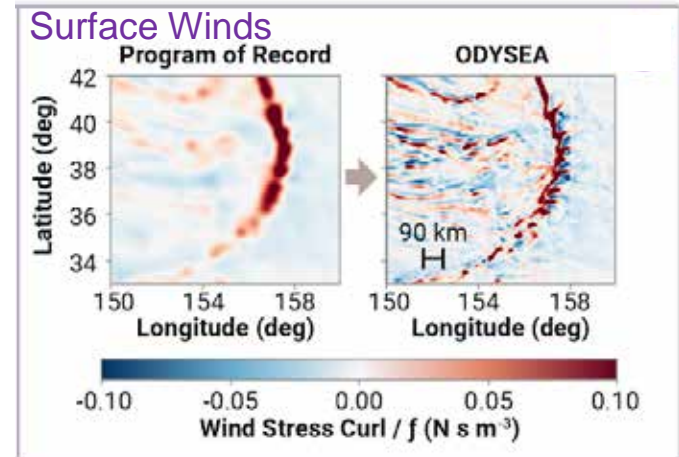 Surface Winds
Program of Record
ODYSEA
Latitude (deg)
42
40
38
36
34
90 km
150 154 158
150 154 158
Longitude (deg)
Longitude (deg)
-0.10 -0.05 0.00 0.05 0.10
Wind Stress Curl / ƒ (N s m⁻³)